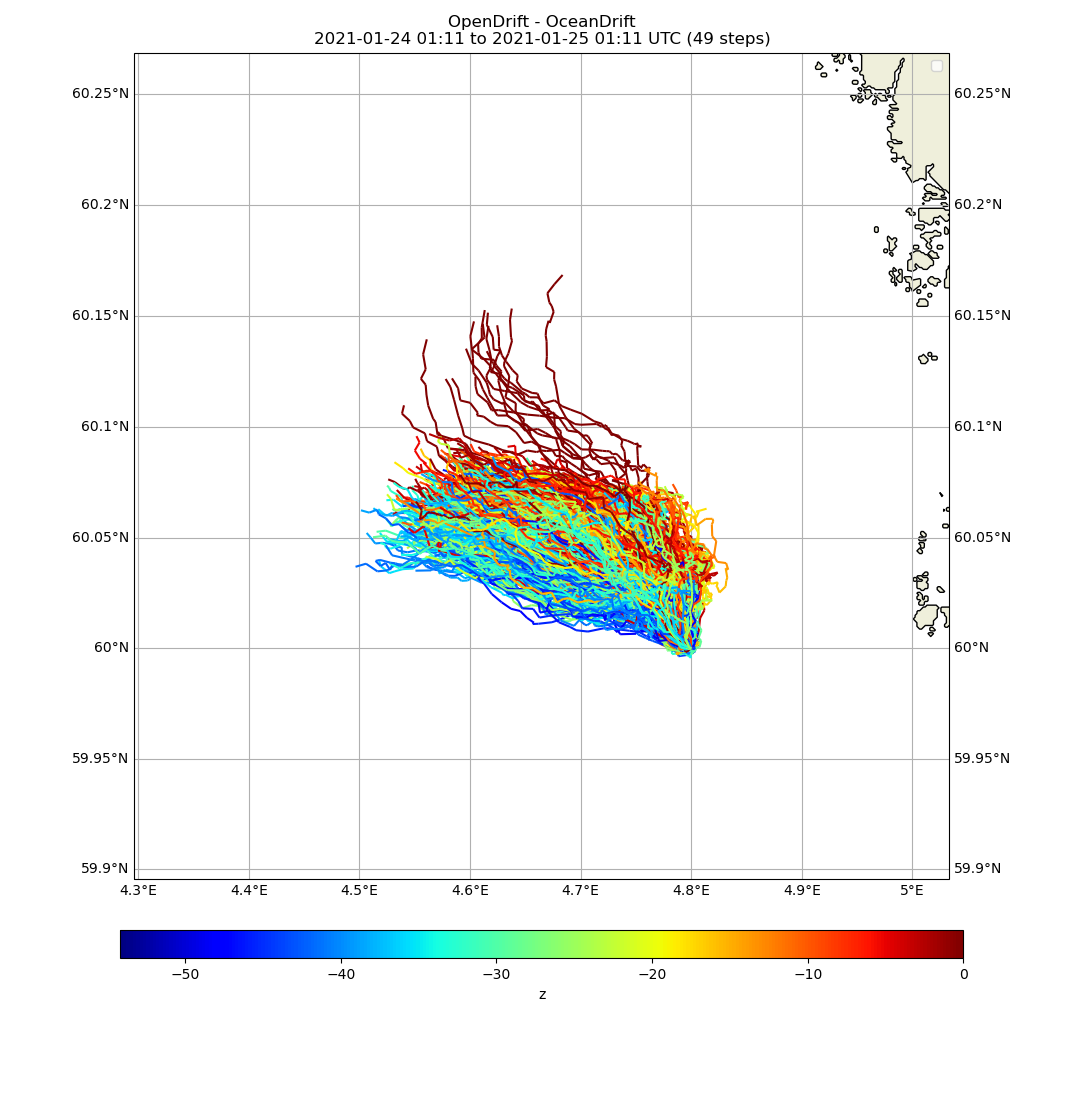 OpenDrift - OceanDrift
2021-01-24 01:11 to 2021-01-25 01:11 UTC (49 steps)
60.25°N 60.25°N
60.2°N 60.2°N
60.15°N 60.15°N
60.1°N 60.1°N
60.05°N 60.05°N
60°N 60°N
59.95°N 59.95°N
59.9°N 59.9°N
4.3°E 4.4°E 4.5°E 4.6°E 4.7°E 4.8°E 4.9°E 5°E
−50 −40 −30 −20 −10 0
z